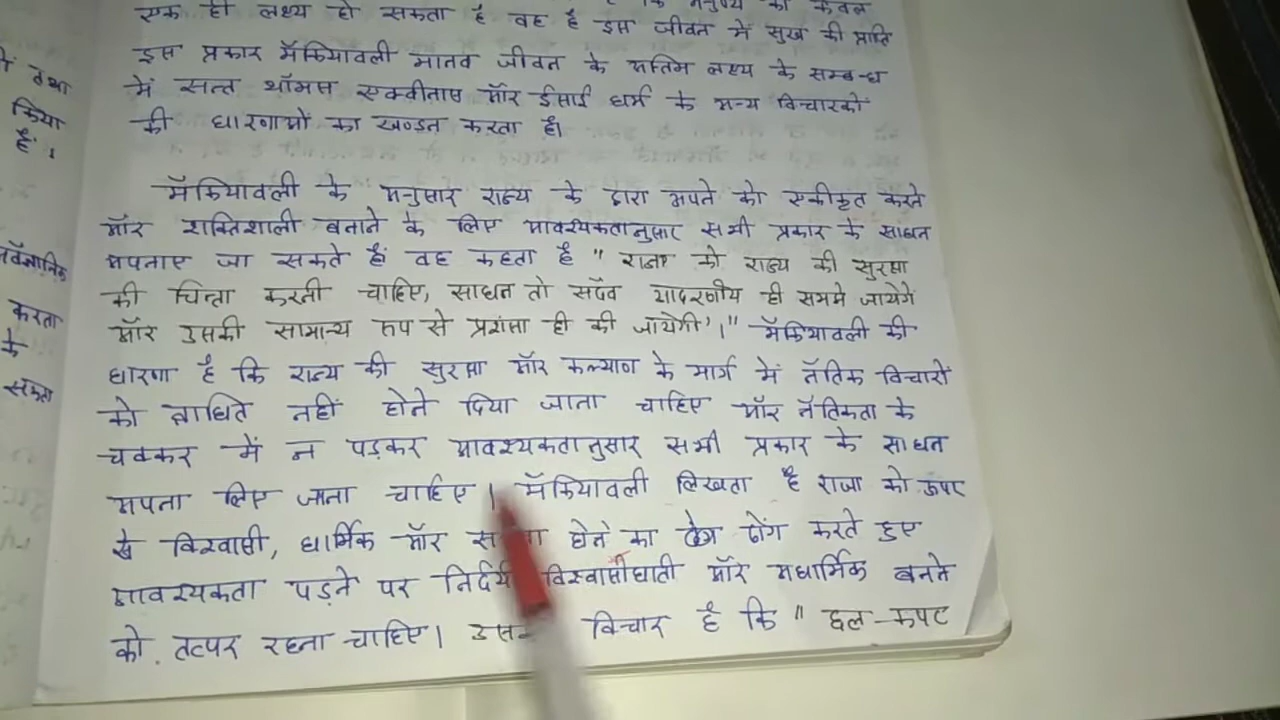 एक ही लक्ष्य हो सकता है वह है इस जीवन में सुख की प्राप्ति
इस प्रकार मैकियावली मानव जीवन के अंतिम लक्ष्य के सम्बन्ध
में सन्त थॉमस एक्वीनास और ईसाई धर्म के अन्य विचारको
की धारणाओ का खण्डन करता है।
मैकियावली के अनुसार राज्य के द्वारा अपने को एकीकृत करने
और शक्तिशाली बनाने के लिए आवश्यकतानुसार सभी प्रकार के साधन
अपनाए जा सकते है। वह कहता है " राजा को राज्य की सुरक्षा
की चिन्ता करनी चाहिए, साधन तो सदैव आदरणीय ही समझे जायेगें
और उसकी सामान्य रूप से प्रशंसा ही की जायेगी'।" मैकियावली की
धारणा है कि राज्य की सुरक्षा और कल्याण के मार्ग में नैतिक विचारो
को बाधित नहीं होने दिया जाना चाहिए और नैतिकता के
चक्कर में न पड़कर आवश्यकतानुसार सभी प्रकार के साधन
अपना लिए जाना चाहिए। मैकियावली लिखता है राजा को ऊपर
से विश्वासी, धार्मिक और होने का ढोंग करते हुए
आवश्यकता पड़ने पर निर्दयी विश्वासोघाती और अधार्मिक बनने
को तत्पर रहना चाहिए। विचार है कि " छल-कपट
तथा
किया
है।
करता
के
सकता